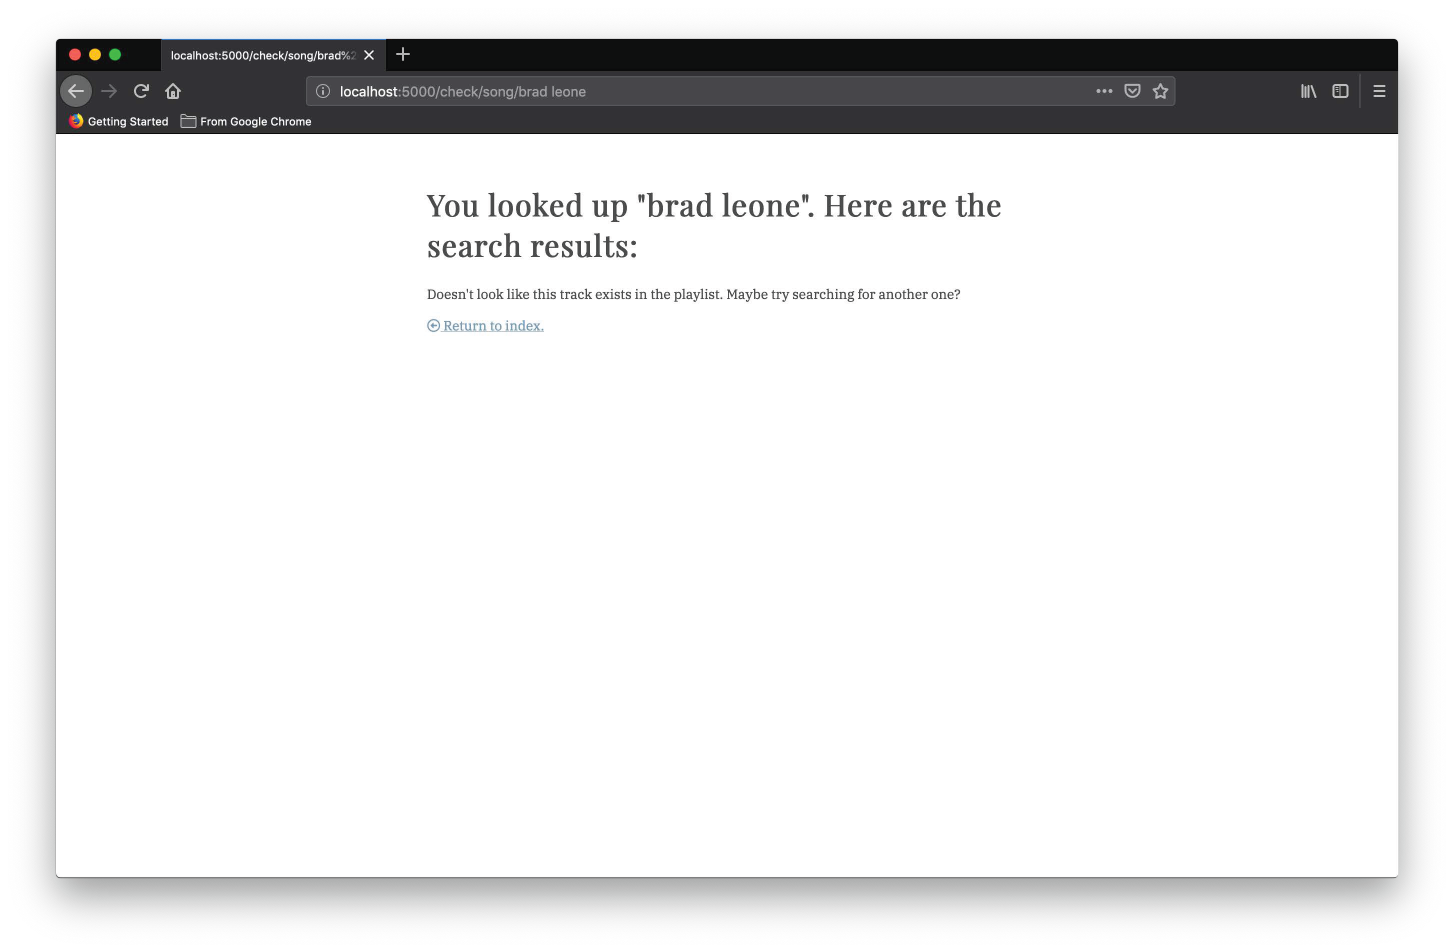 localhost:5000/check/song/brad%2
localhost:5000/check/song/brad leone
Getting Started From Google Chrome
You looked up "brad leone". Here are the
search results:
Doesn't look like this track exists in the playlist. Maybe try searching for another one?
Return to index.